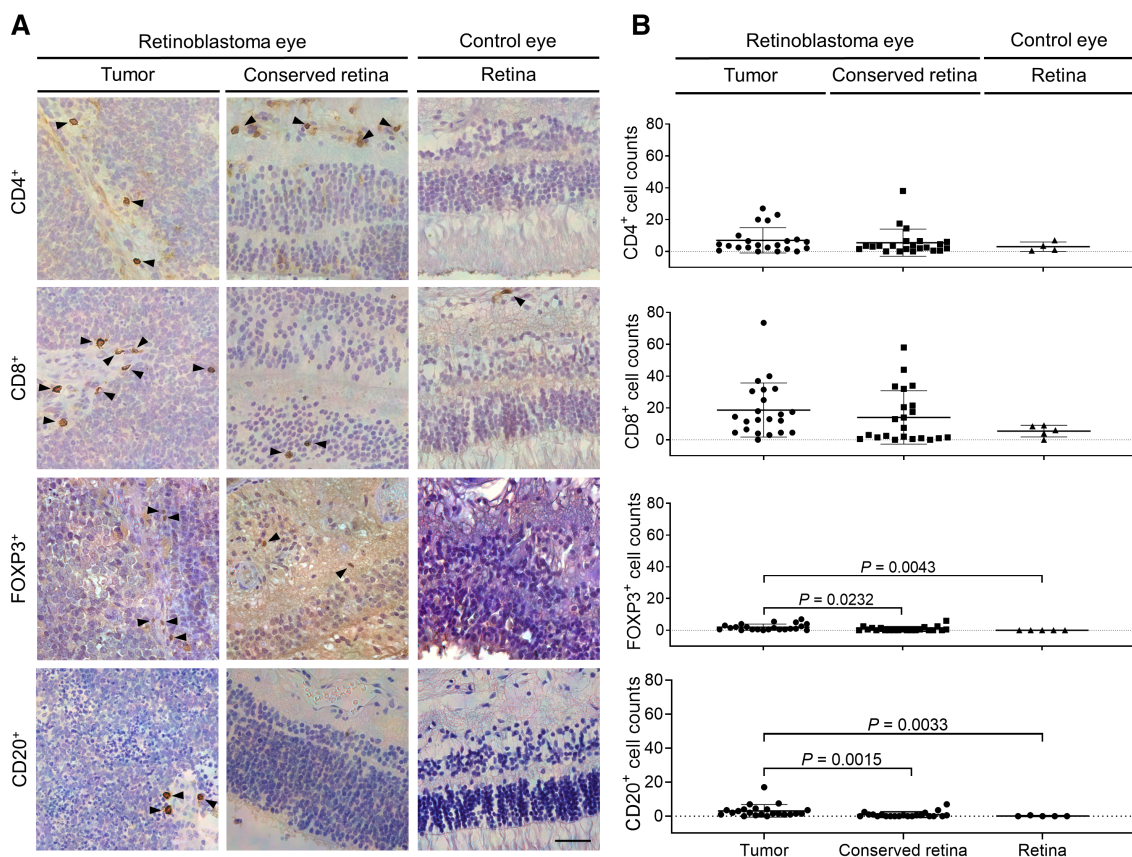 A
Retinoblastoma eye Control eye
Tumor Conserved retina Retina
CD4+
CD8+
FOXP3+
CD20+
B
Retinoblastoma eye Control eye
Tumor Conserved retina Retina
CD4+ cell counts
80
60
40
20
0
CD8+ cell counts
80
60
40
20
0
FOXP3+ cell counts
80
60
40
20
0
P = 0.0043
P = 0.0232
CD20+ cell counts
80
60
40
20
0
P = 0.0033
P = 0.0015
Tumor Conserved retina Retina